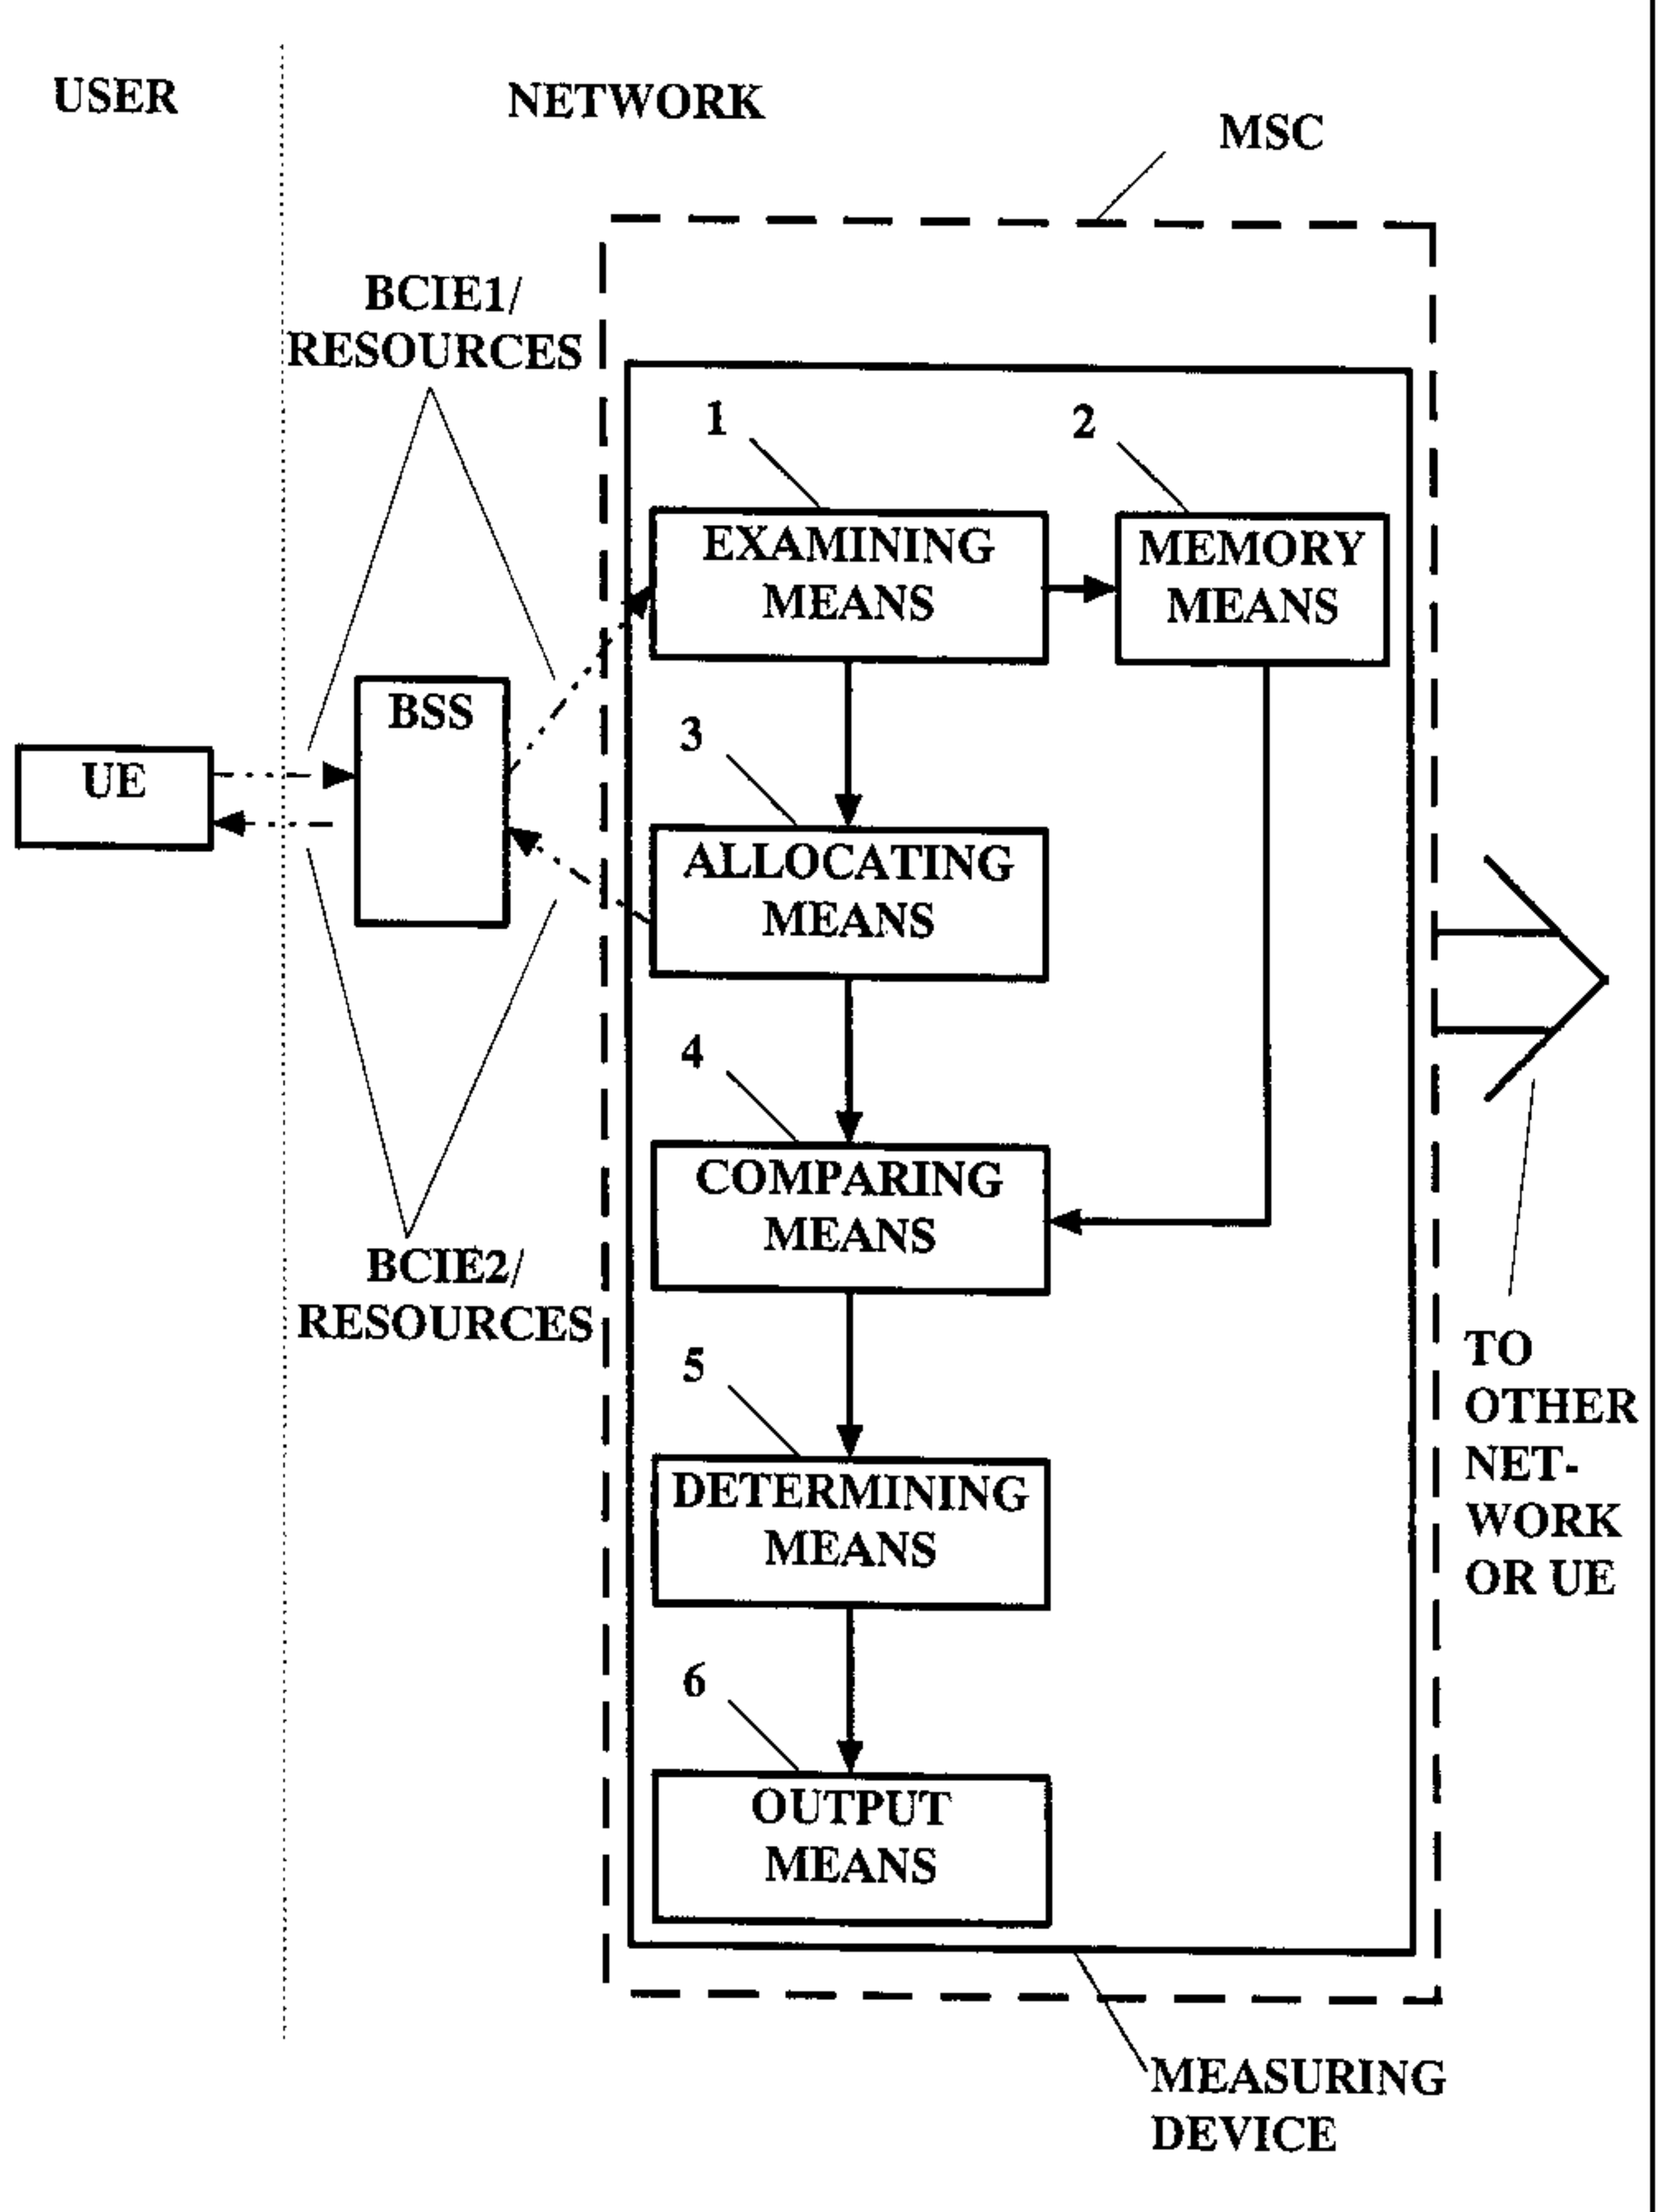 USER
NETWORK
MSC
BCIE1/
RESOURCES
1
2
EXAMINING
MEANS
MEMORY
MEANS
BSS
UE
3
ALLOCATING
MEANS
4
COMPARING
MEANS
BCIE2/
RESOURCES
TO
OTHER
NET-
WORK
OR UE
5
DETERMINING
MEANS
6
OUTPUT
MEANS
MEASURING
DEVICE